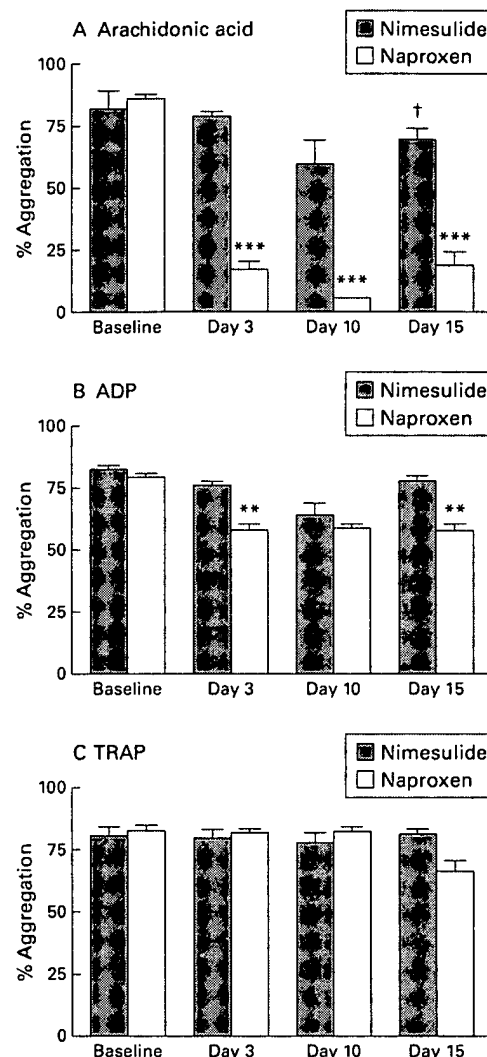 A Arachidonic acid
Nimesulide
Naproxen
% Aggregation
100
75
50
25
0
†
***
***
***
Baseline Day 3 Day 10 Day 15
B ADP
Nimesulide
Naproxen
% Aggregation
100
75
50
25
0
**
**
Baseline Day 3 Day 10 Day 15
C TRAP
Nimesulide
Naproxen
% Aggregation
100
75
50
25
0
Baseline Day 3 Day 10 Day 15